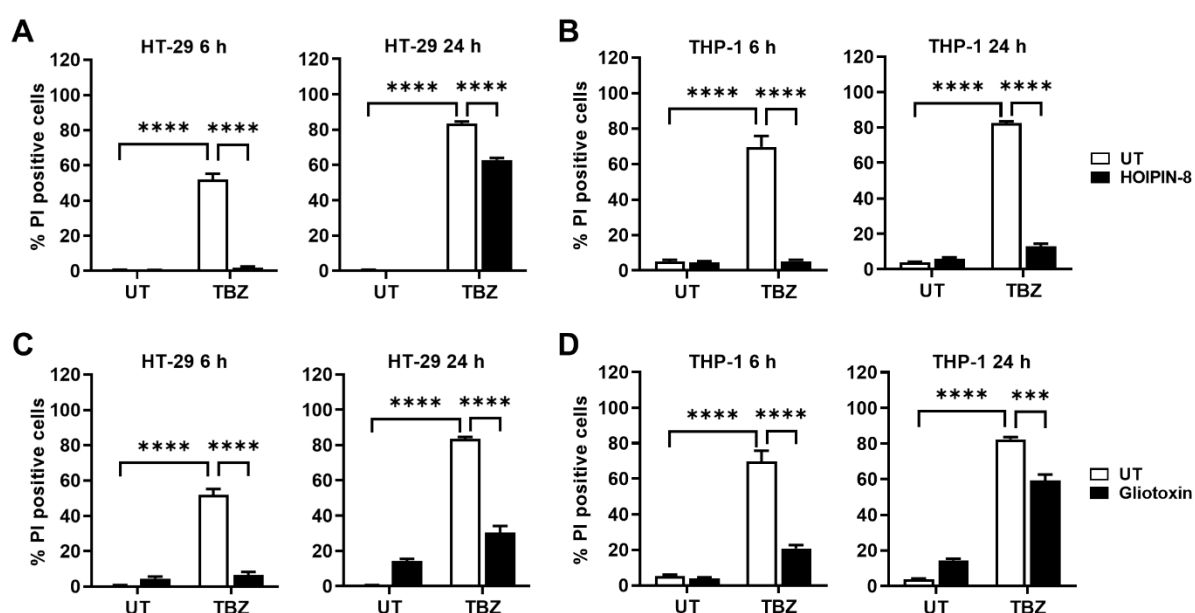 A
HT-29 6 h
% PI positive cells
120
100
80
60
40
20
0
**** ****
UT TBZ
HT-29 24 h
120
100
80
60
40
20
0
**** ****
UT TBZ
B
THP-1 6 h
% PI positive cells
120
100
80
60
40
20
0
**** ****
UT TBZ
THP-1 24 h
120
100
80
60
40
20
0
**** ****
UT TBZ
UT
HOIPIN-8
C
HT-29 6 h
% PI positive cells
120
100
80
60
40
20
0
**** ****
UT TBZ
HT-29 24 h
120
100
80
60
40
20
0
**** ****
UT TBZ
D
THP-1 6 h
% PI positive cells
120
100
80
60
40
20
0
**** ****
UT TBZ
THP-1 24 h
120
100
80
60
40
20
0
**** ***
UT TBZ
UT
Gliotoxin